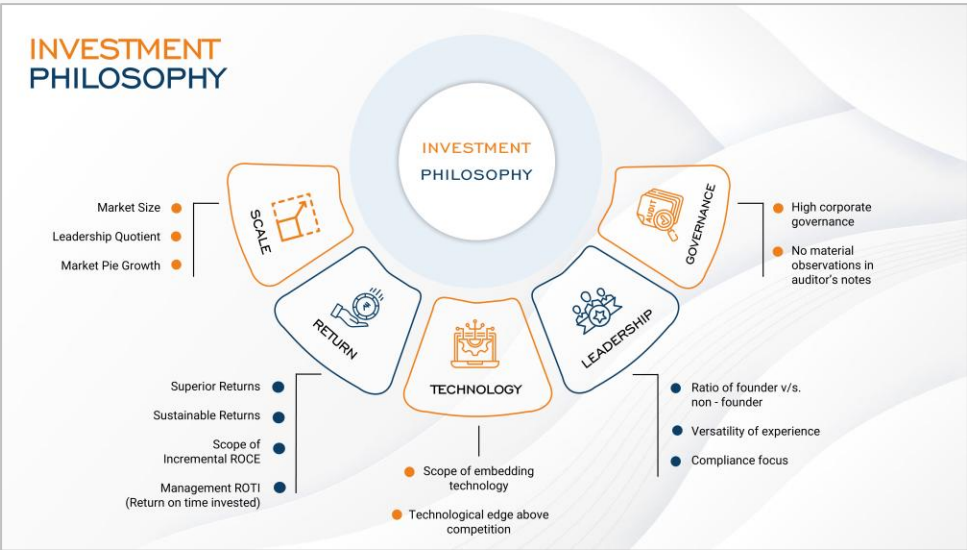 INVESTMENT
PHILOSOPHY
INVESTMENT
PHILOSOPHY
SCALE
Market Size
Leadership Quotient
Market Pie Growth
RETURN
₹
Superior Returns
Sustainable Returns
Scope of
Incremental ROCE
Management ROTI
(Return on time invested)
TECHNOLOGY
Scope of embedding
technology
Technological edge above
competition
LEADERSHIP
Ratio of founder v/s.
non - founder
Versatility of experience
Compliance focus
AUDIT
GOVERNANCE
High corporate
governance
No material
observations in
auditor's notes